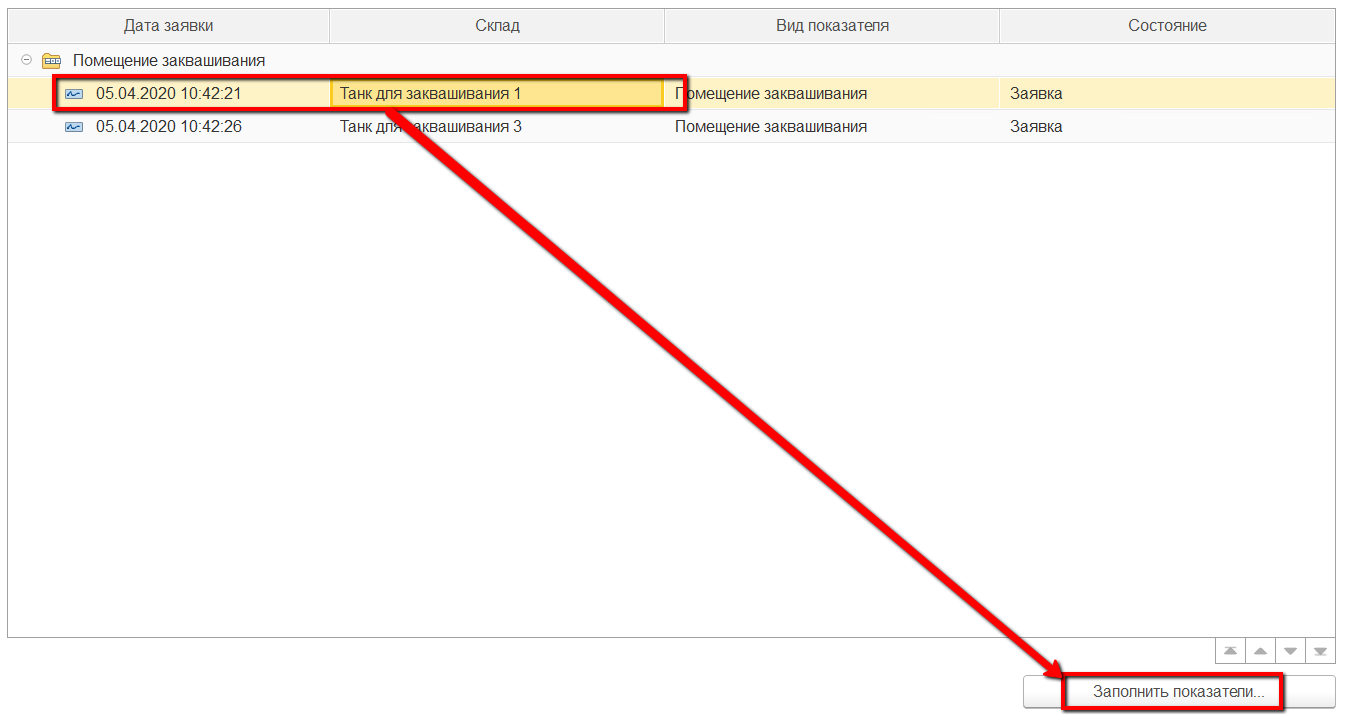 Дата заявки Склад Вид показателя Состояние
Помещение заквашивания
05.04.2020 10:42:21 Танк для заквашивания 1 Помещение заквашивания Заявка
05.04.2020 10:42:26 Танк для заквашивания 3 Помещение заквашивания Заявка
Заполнить показатели...